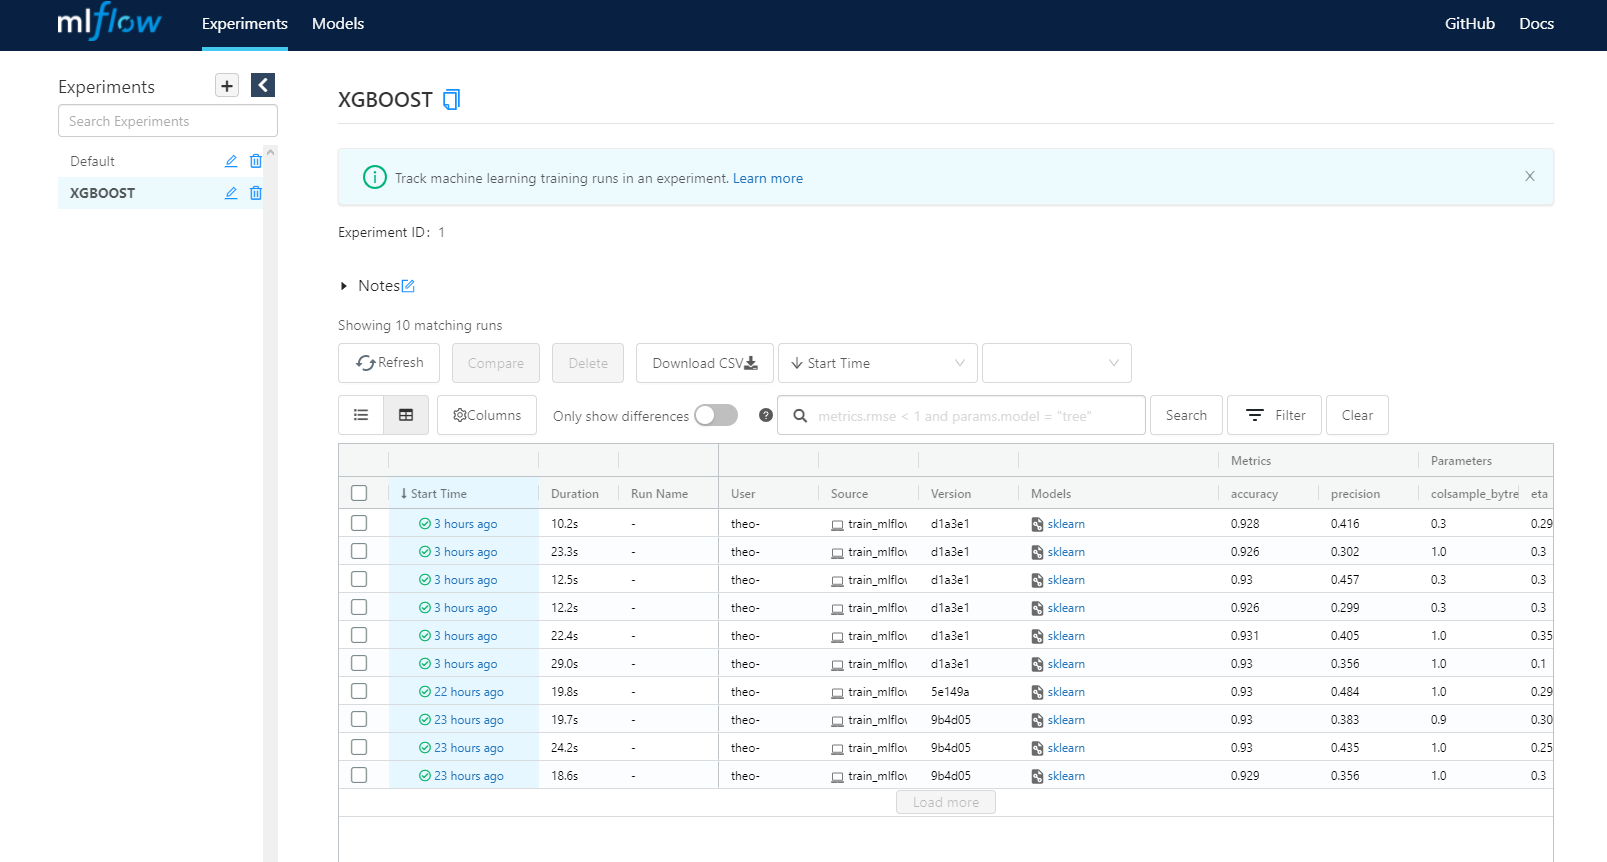 mlflow Experiments Models GitHub Docs
Experiments
Search Experiments
Default
XGBOOST
XGBOOST
Track machine learning training runs in an experiment. Learn more
Experiment ID: 1
Notes
Showing 10 matching runs
Refresh Compare Delete Download CSV Start Time
Columns Only show differences metrics.rmse < 1 and params.model = "tree" Search Filter Clear
Metrics Parameters
Start Time Duration Run Name User Source Version Models accuracy precision colsample_bytre eta
3 hours ago 10.2s - theo- train_mlflow d1a3e1 sklearn 0.928 0.416 0.3 0.29
3 hours ago 23.3s - theo- train_mlflow d1a3e1 sklearn 0.926 0.302 1.0 0.3
3 hours ago 12.5s - theo- train_mlflow d1a3e1 sklearn 0.93 0.457 0.3 0.3
3 hours ago 12.2s - theo- train_mlflow d1a3e1 sklearn 0.926 0.299 0.3 0.3
3 hours ago 22.4s - theo- train_mlflow d1a3e1 sklearn 0.931 0.405 1.0 0.35
3 hours ago 29.0s - theo- train_mlflow d1a3e1 sklearn 0.93 0.356 1.0 0.1
22 hours ago 19.8s - theo- train_mlflow 5e149a sklearn 0.93 0.484 1.0 0.29
23 hours ago 19.7s - theo- train_mlflow 9b4d05 sklearn 0.93 0.383 0.9 0.30
23 hours ago 24.2s - theo- train_mlflow 9b4d05 sklearn 0.93 0.435 1.0 0.25
23 hours ago 18.6s - theo- train_mlflow 9b4d05 sklearn 0.929 0.356 1.0 0.3
Load more